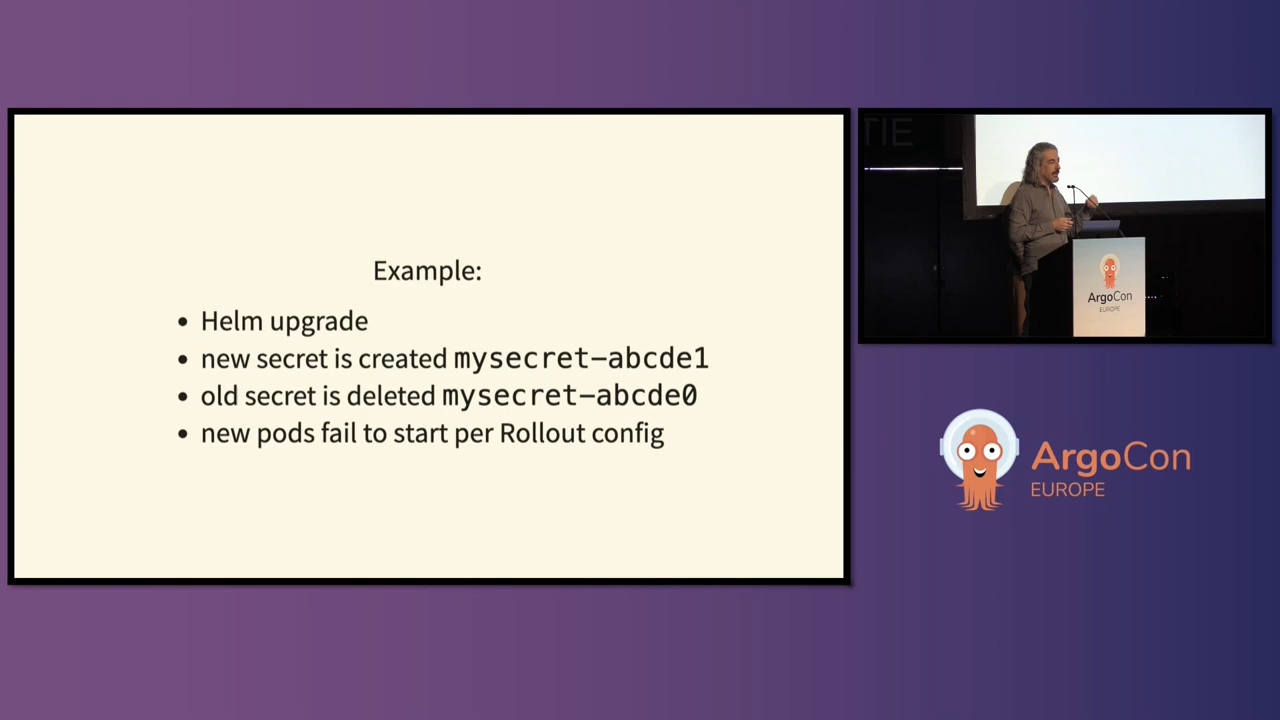 Example:
• Helm upgrade
• new secret is created mysecret-abcde1
• old secret is deleted mysecret-abcde0
• new pods fail to start per Rollout config
TIE
ArgoCon
EUROPE
ArgoCon
EUROPE